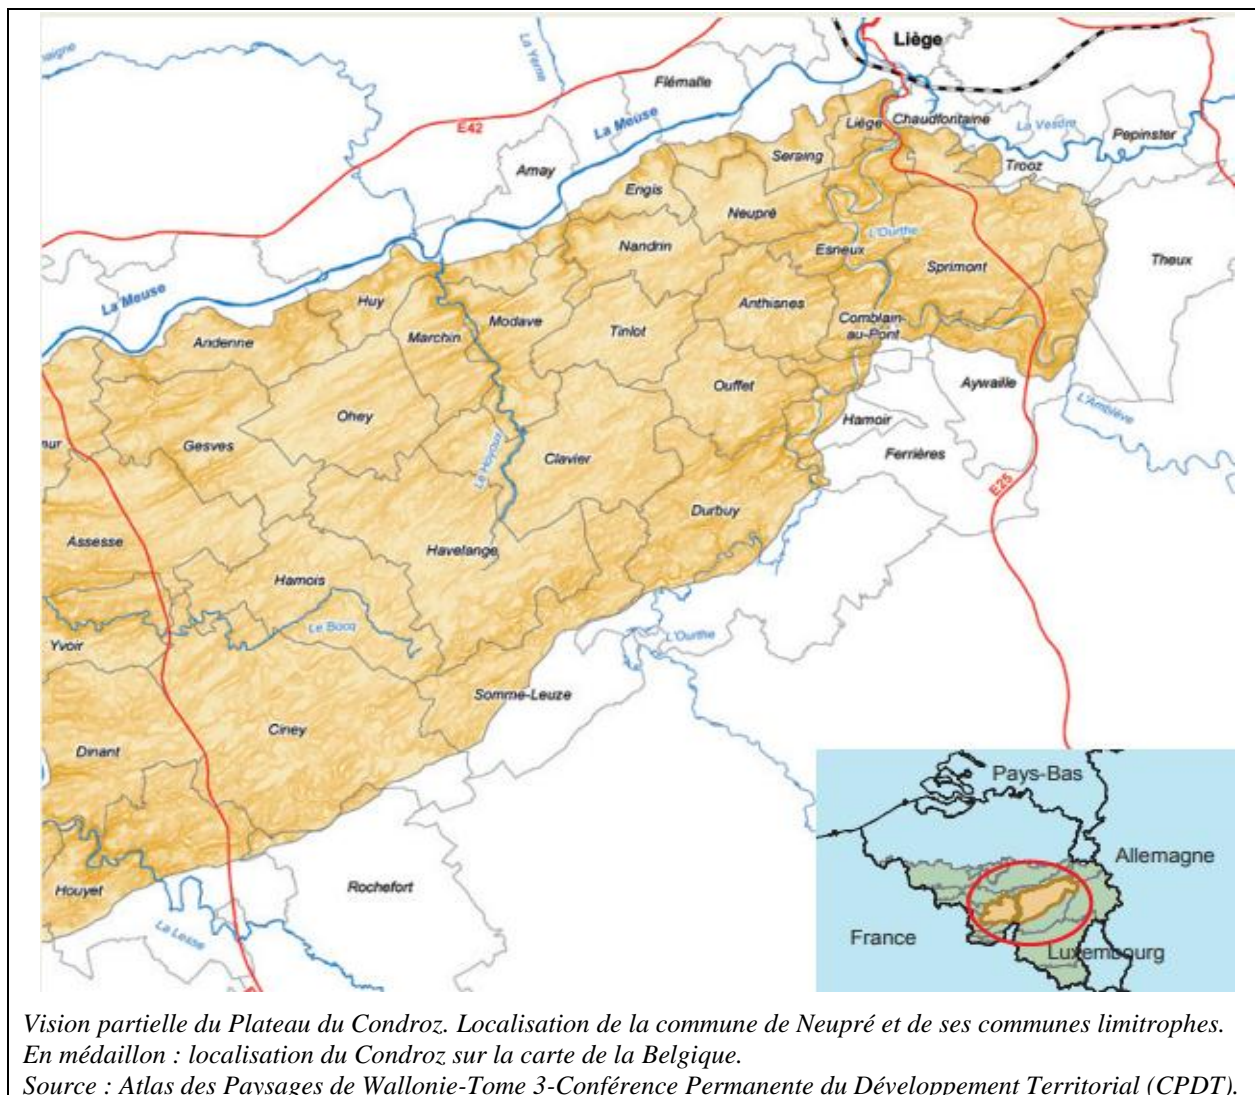 Liège
La Yerne
Flémalle
E42
La Meuse
Liège
Chaudfontaine
La Vesdre
Pepinster
Amay
Seraing
Trooz
Engis
Neupré
Nandrin
L'Ourthe
Esneux
Sprimont
Theux
La Meuse
Huy
Modave
Anthisnes
Andenne
Marchin
Tinlot
Comblain-
au-Pont
Ouffet
Aywaille
L'Amblève
Ohey
Hamoir
Gesves
Le Hoyoux
Clavier
Ferrières
E25
Durbuy
Assesse
Havelange
Hamois
Le Bocq
L'Ourthe
Yvoir
Somme-Leuze
Ciney
Dinant
Houyet
Rochefort
La Lesse
Pays-Bas
Allemagne
France
Luxembourg
Vision partielle du Plateau du Condroz. Localisation de la commune de Neupré et de ses communes limitrophes.
En médaillon : localisation du Condroz sur la carte de la Belgique.
Source : Atlas des Paysages de Wallonie-Tome 3-Conférence Permanente du Développement Territorial (CPDT).